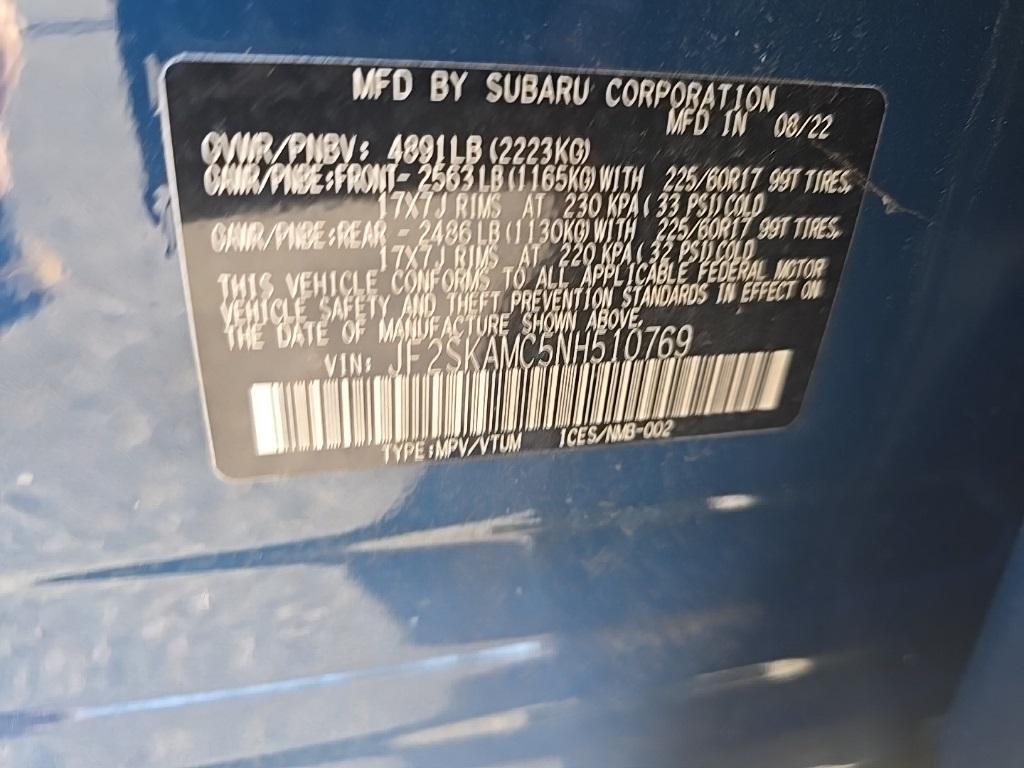 MFD BY SUBARU CORPORATION
MFD IN 08/22
GVWR/PNBV: 4891LB(2223KG)
GAWR/PNBE:FRONT- 2563LB(1165KG)WITH 225/60R17 99T TIRES,
17X7J RIMS AT 230 KPA( 33 PSI)COLD
GAWR/PNBE:REAR - 2486LB(1130KG)WITH 225/60R17 99T TIRES,
17X7J RIMS AT 220 KPA( 32 PSI)COLD
THIS VEHICLE CONFORMS TO ALL APPLICABLE FEDERAL MOTOR
VEHICLE SAFETY AND THEFT PREVENTION STANDARDS IN EFFECT ON
THE DATE OF MANUFACTURE SHOWN ABOVE.
VIN: JF2SKAMC5NH510769
TYPE:MPV/VTUM ICES/NMB-002